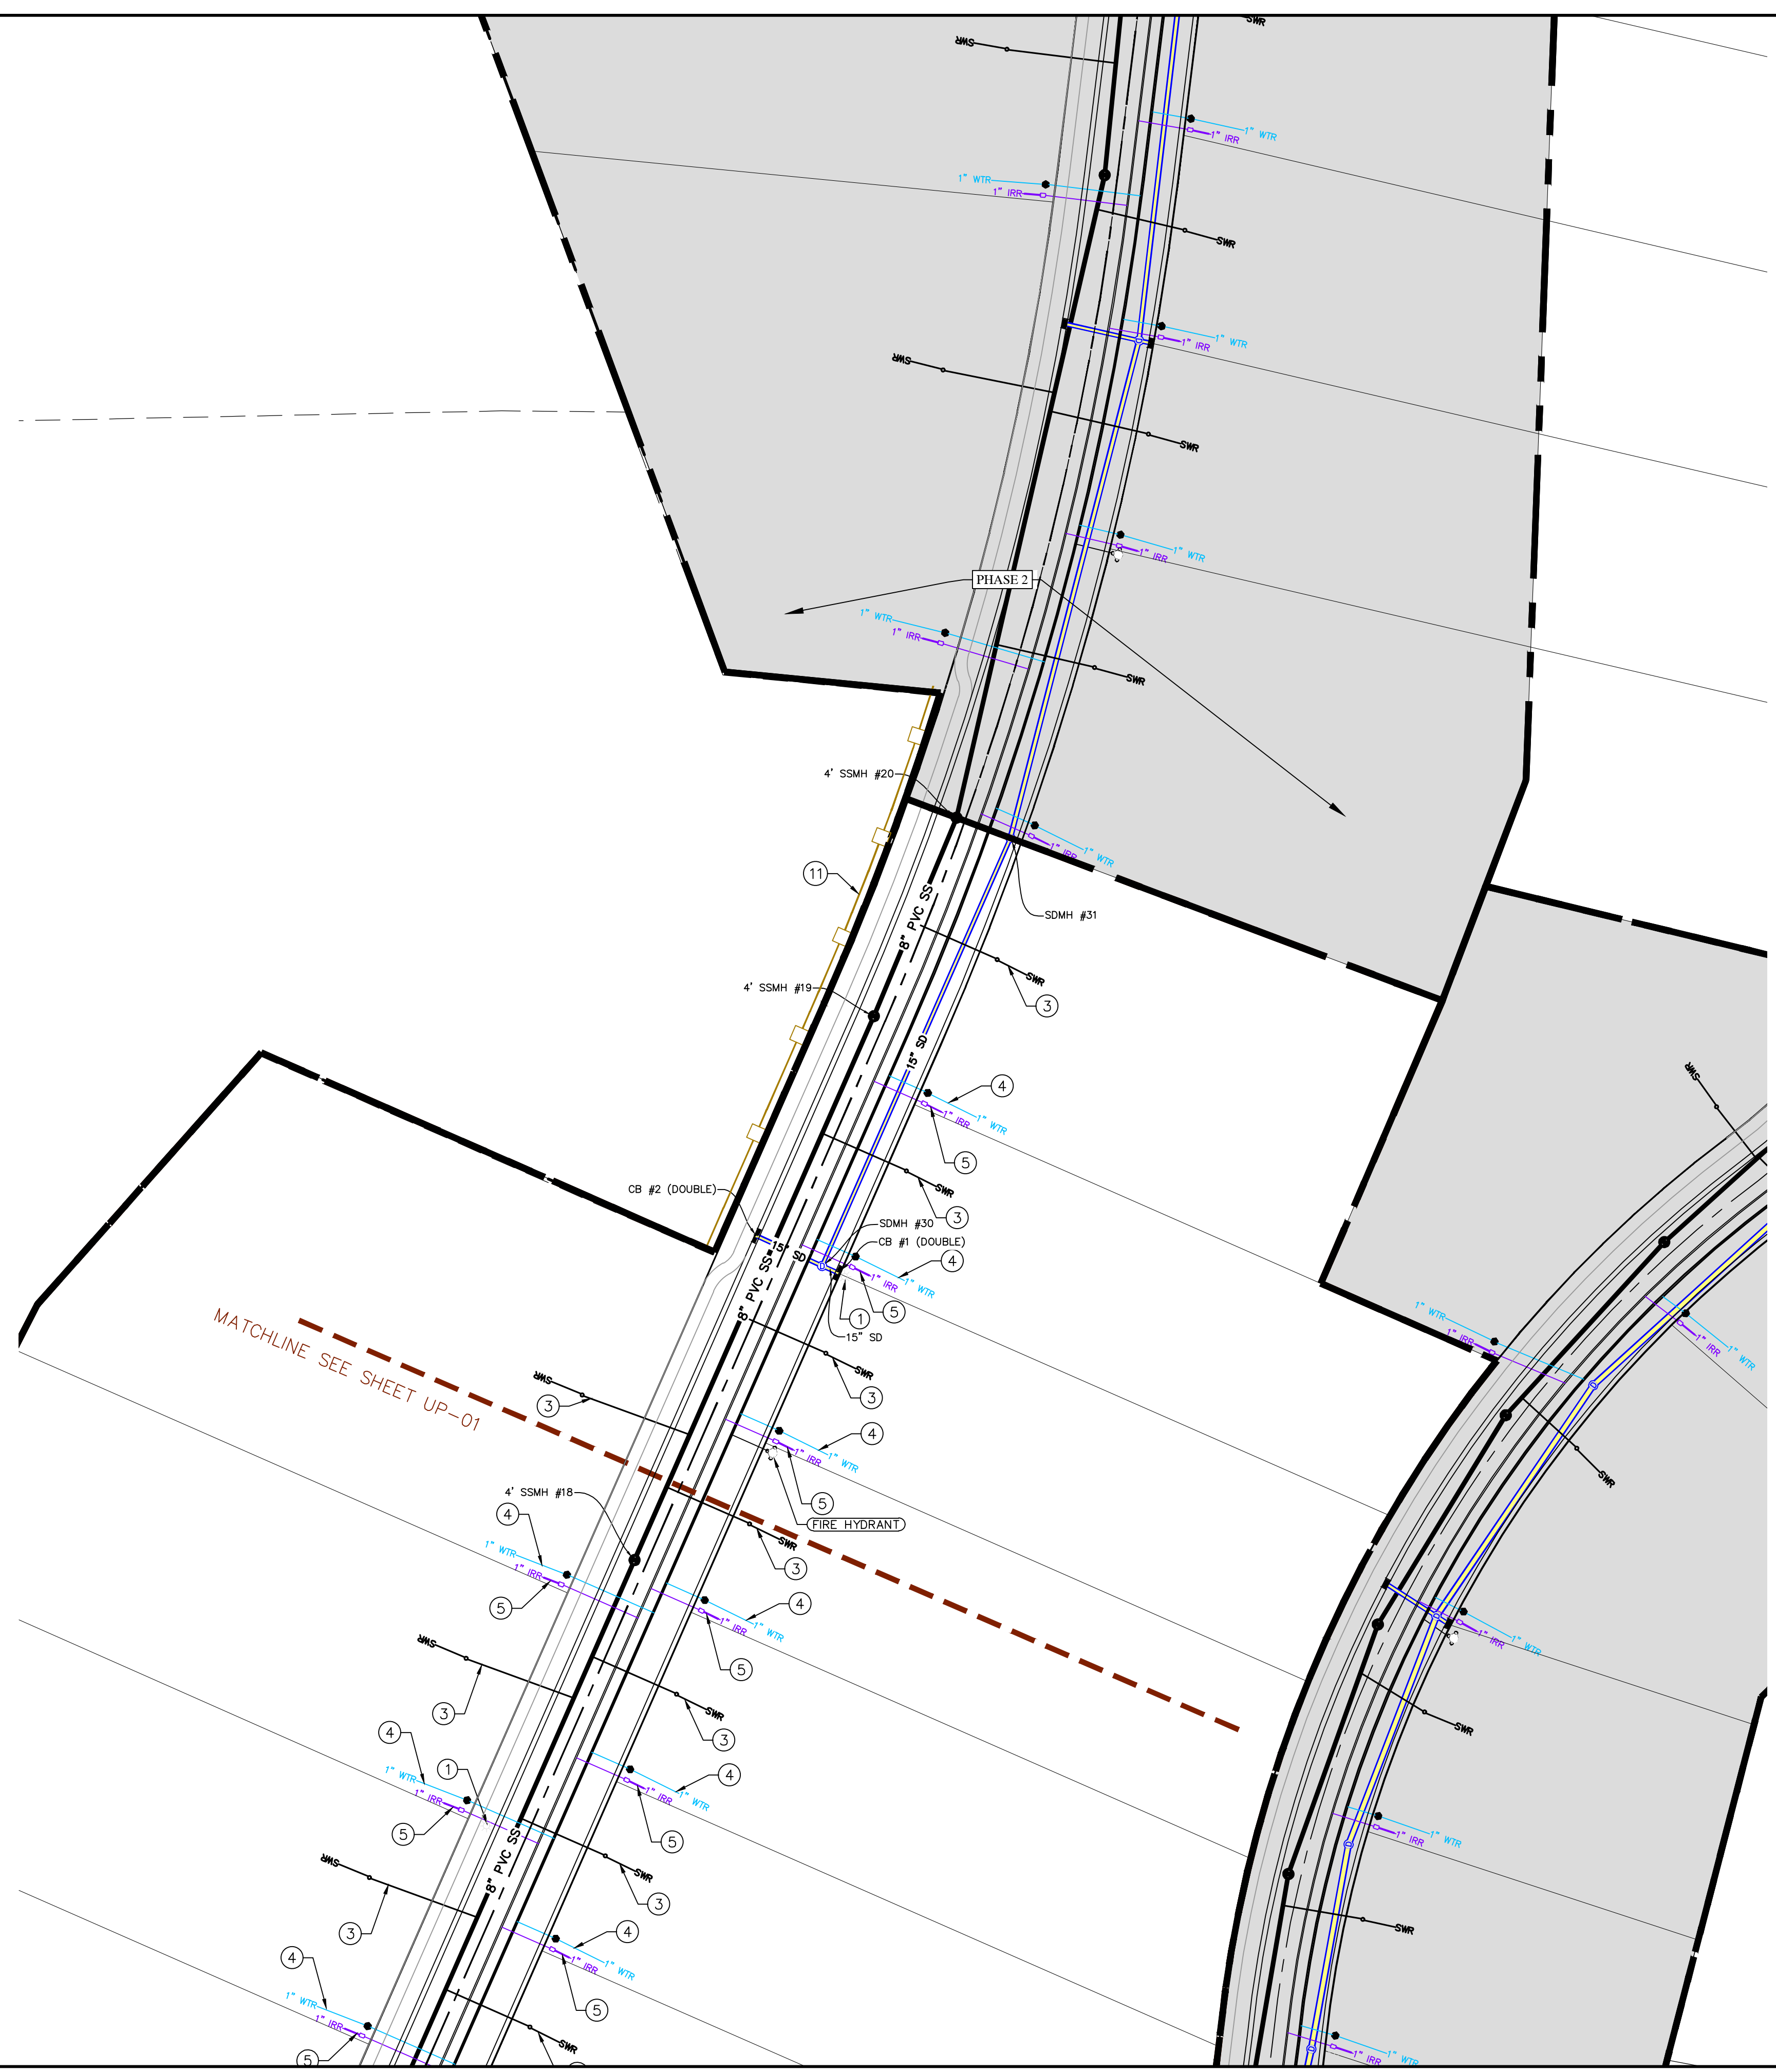 SWR
SWR
1" WTR
1" IRR
1" WTR
1" IRR
SWR
1" WTR
1" IRR
SWR
SWR
1" WTR
1" IRR
PHASE 2
1" WTR
1" IRR
SWR
4' SSMH #20
1" WTR
1" IRR
11
8" PVC SS
SDMH #31
SWR
3
4' SSMH #19
15" SD
SWR
4
1" WTR
1" IRR
5
SWR
3
CB #2 (DOUBLE)
SDMH #30
CB #1 (DOUBLE)
15" SD
4
1" IRR
1" WTR
5
1
15" SD
8" PVC SS
MATCHLINE SEE SHEET UP-01
SWR
3
SWR
3
1" WTR
1" IRR
1" WTR
1" IRR
4
1" IRR
1" WTR
5
FIRE HYDRANT
4' SSMH #18
4
SWR
3
1" WTR
1" IRR
5
4
1" IRR
1" WTR
5
SWR
1" WTR
1" IRR
SWR
3
SWR
3
SWR
4
1
1" WTR
1" IRR
5
4
1" IRR
1" WTR
5
1" WTR
1" IRR
8" PVC SS
SWR
3
SWR
3
4
1" IRR
1" WTR
5
SWR
4
1" WTR
1" IRR
5
SWR
1" WTR
1" IRR